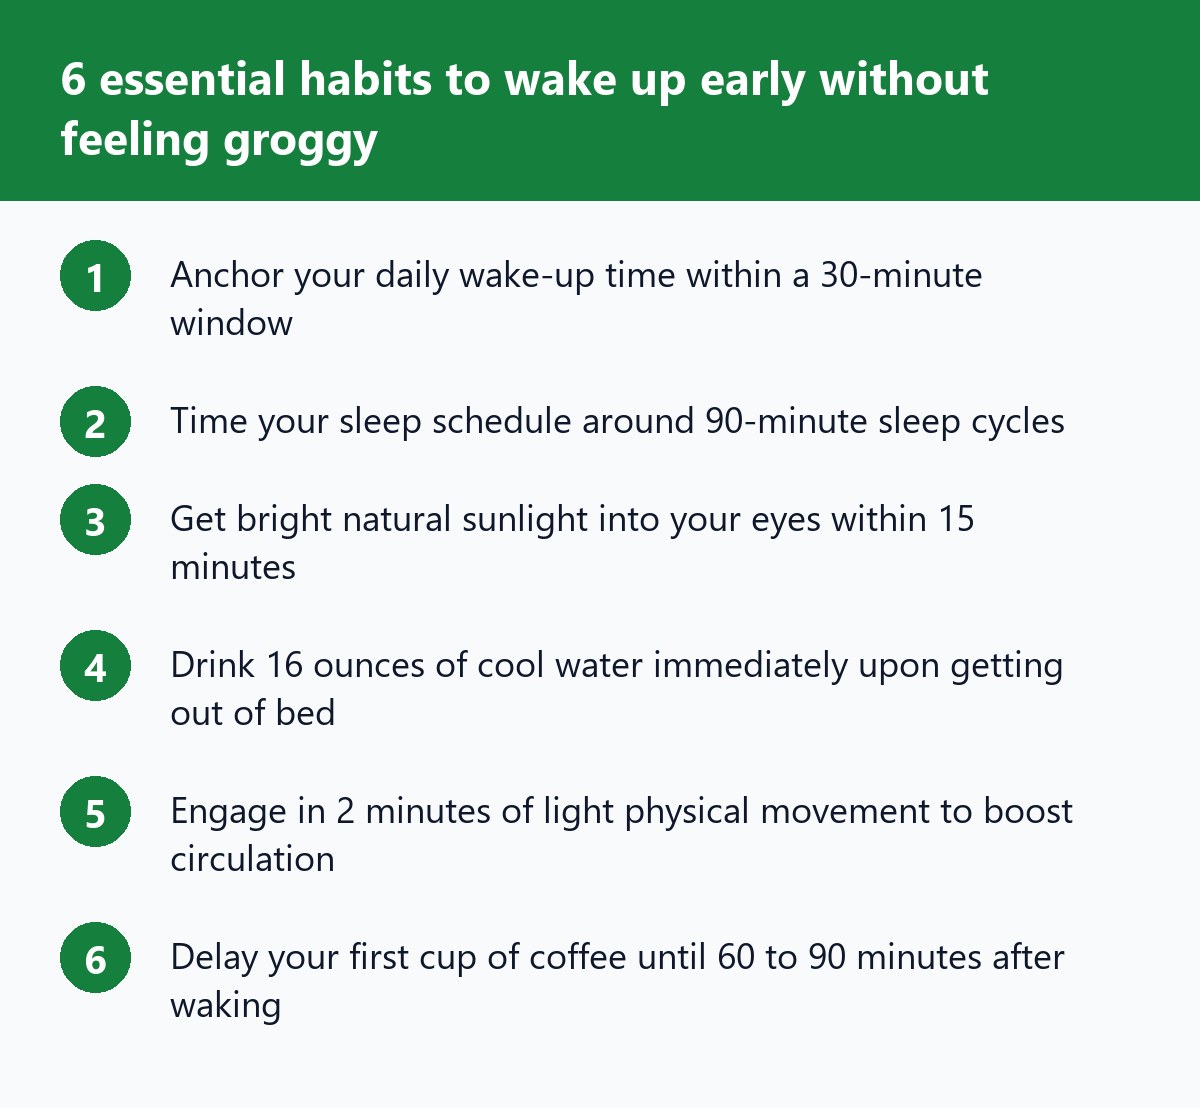 6 essential habits to wake up early without
feeling groggy
1
Anchor your daily wake-up time within a 30-minute
window
2
Time your sleep schedule around 90-minute sleep cycles
3
Get bright natural sunlight into your eyes within 15
minutes
4
Drink 16 ounces of cool water immediately upon getting
out of bed
5
Engage in 2 minutes of light physical movement to boost
circulation
6
Delay your first cup of coffee until 60 to 90 minutes after
waking